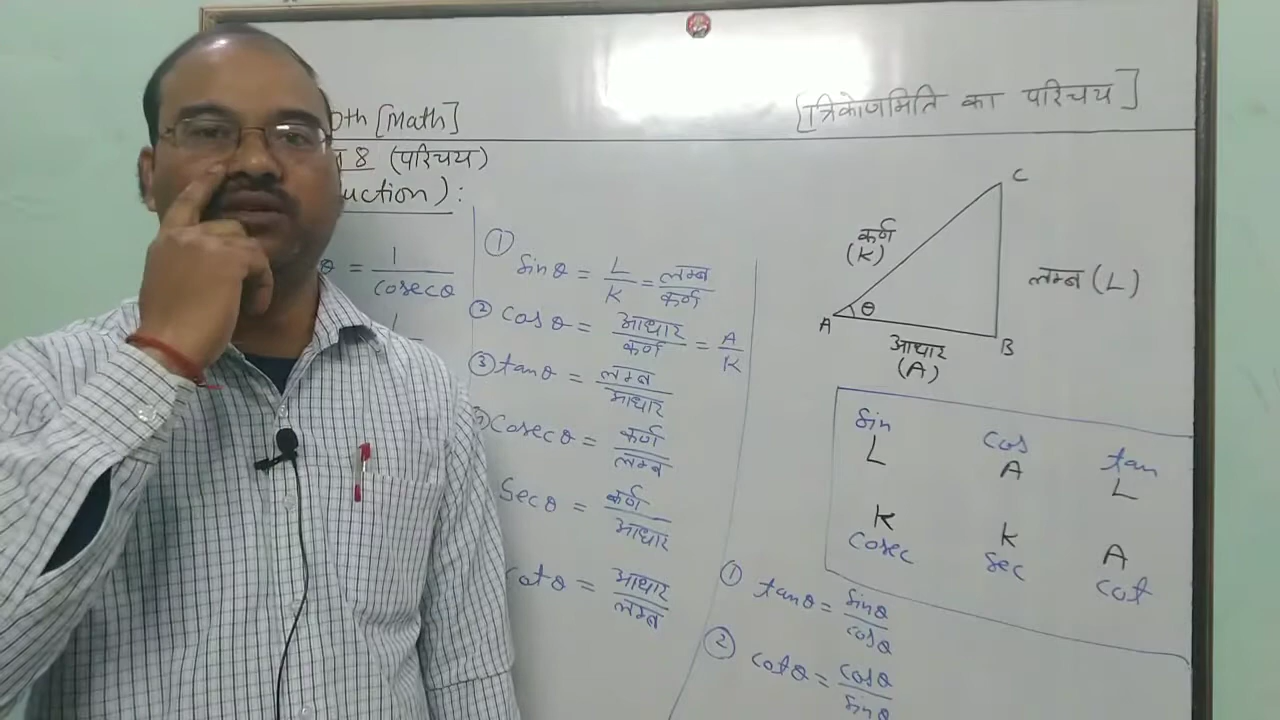 0th [Math]
[त्रिकोणमिति का परिचय]
8 (परिचय)
uction ):
θ = 1/cosecθ
1
① sinθ = L/K = लम्ब/कर्ण
② cosθ = आधार/कर्ण = A/K
③ tanθ = लम्ब/आधार
cosecθ = कर्ण/लम्ब
Secθ = कर्ण/आधार
cotθ = आधार/लम्ब
C
कर्ण
(K)
लम्ब (L)
θ
A
B
आधार
(A)
sin cos tan
L A L
K K A
cosec sec cot
① tanθ = sinθ/cosθ
② cotθ = cosθ/sinθ